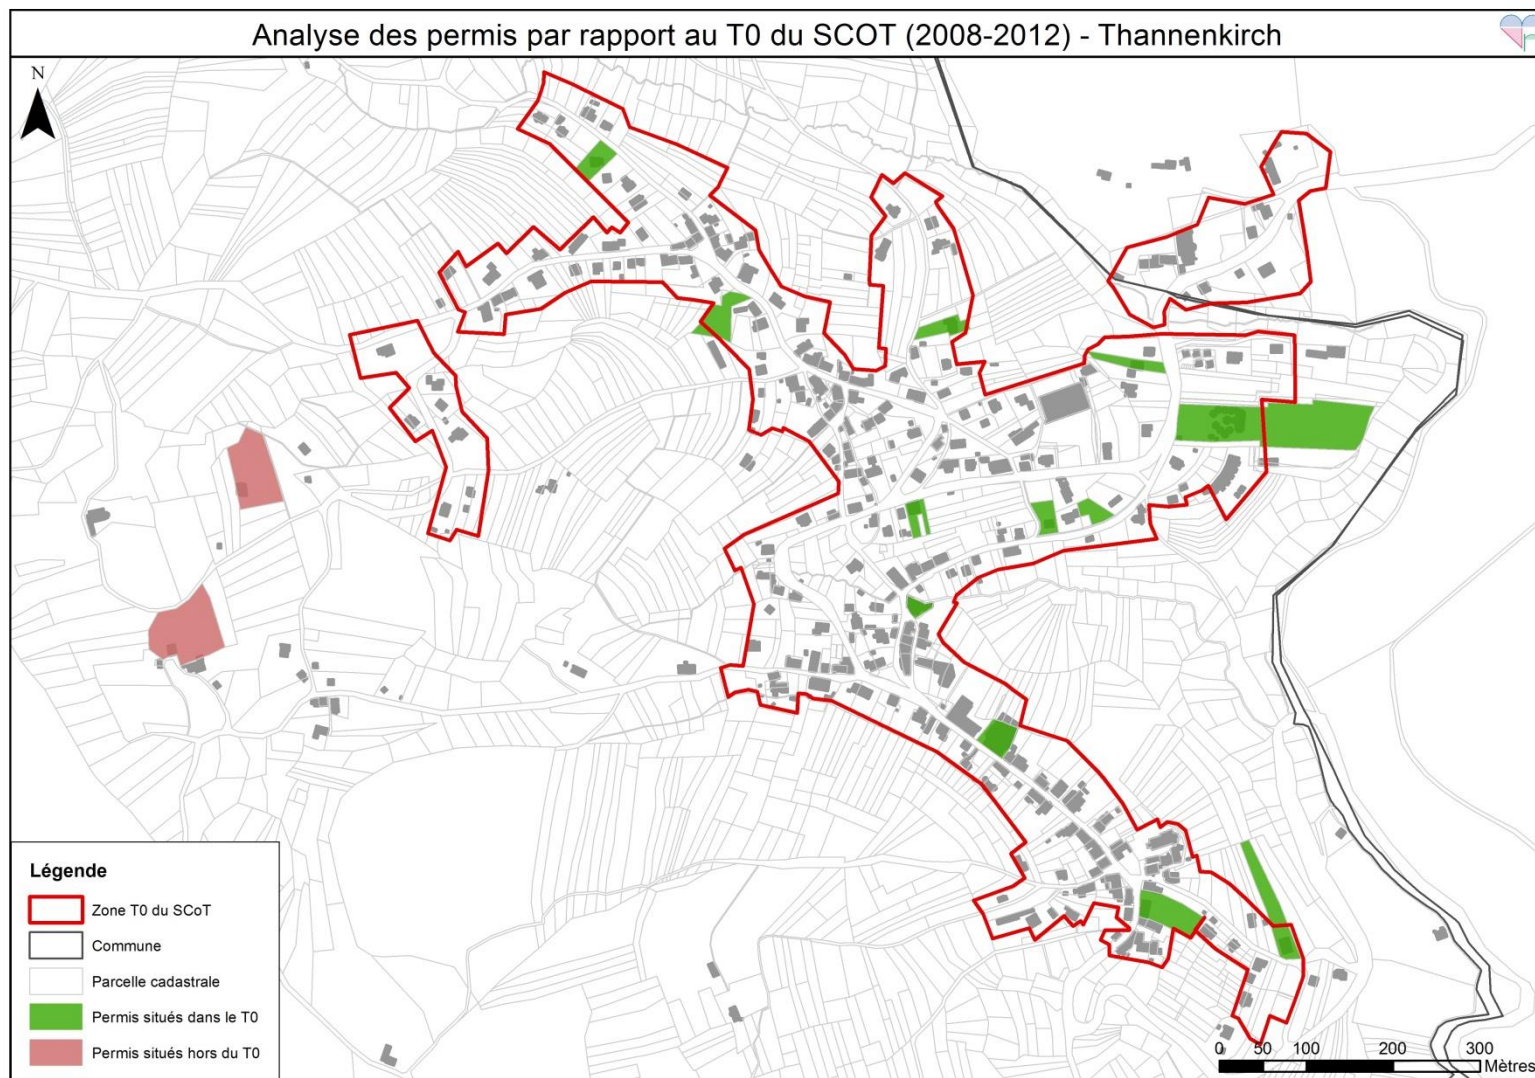 Analyse des permis par rapport au T0 du SCOT (2008-2012) - Thannenkirch
N
Légende
Zone T0 du SCoT
Commune
Parcelle cadastrale
Permis situés dans le T0
Permis situés hors du T0
0 50 100 200 300
Mètres